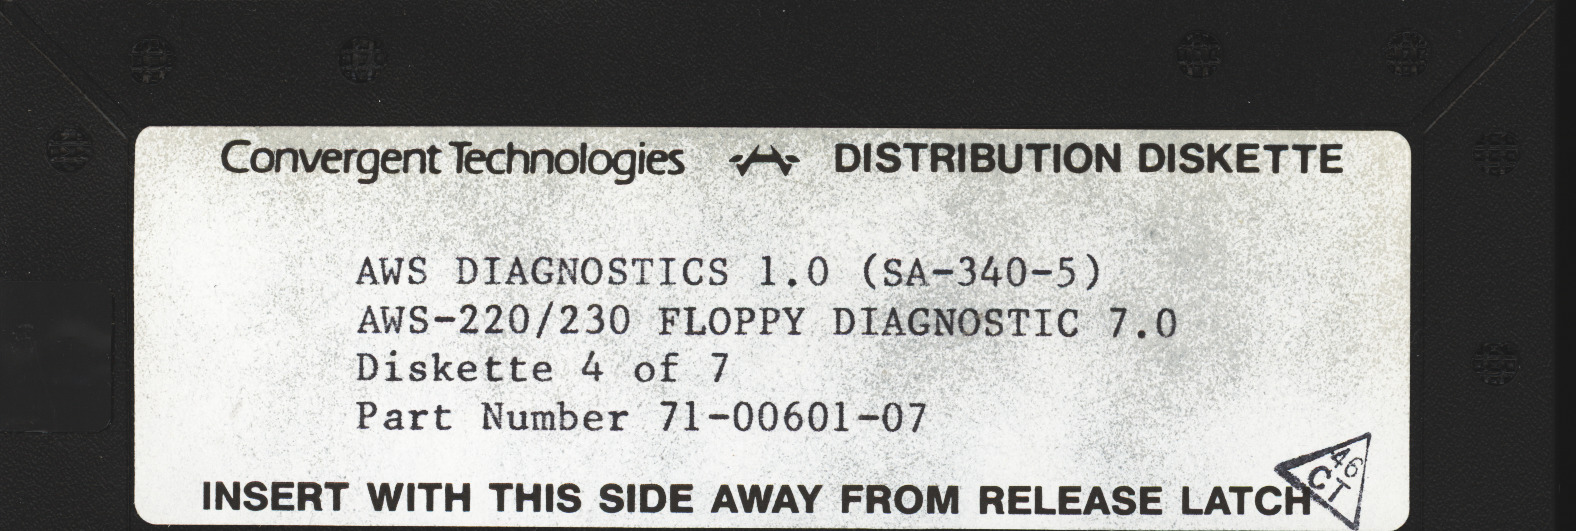 Convergent Technologies DISTRIBUTION DISKETTE
AWS DIAGNOSTICS 1.0 (SA-340-5)
AWS-220/230 FLOPPY DIAGNOSTIC 7.0
Diskette 4 of 7
Part Number 71-00601-07
46
CT
INSERT WITH THIS SIDE AWAY FROM RELEASE LATCH